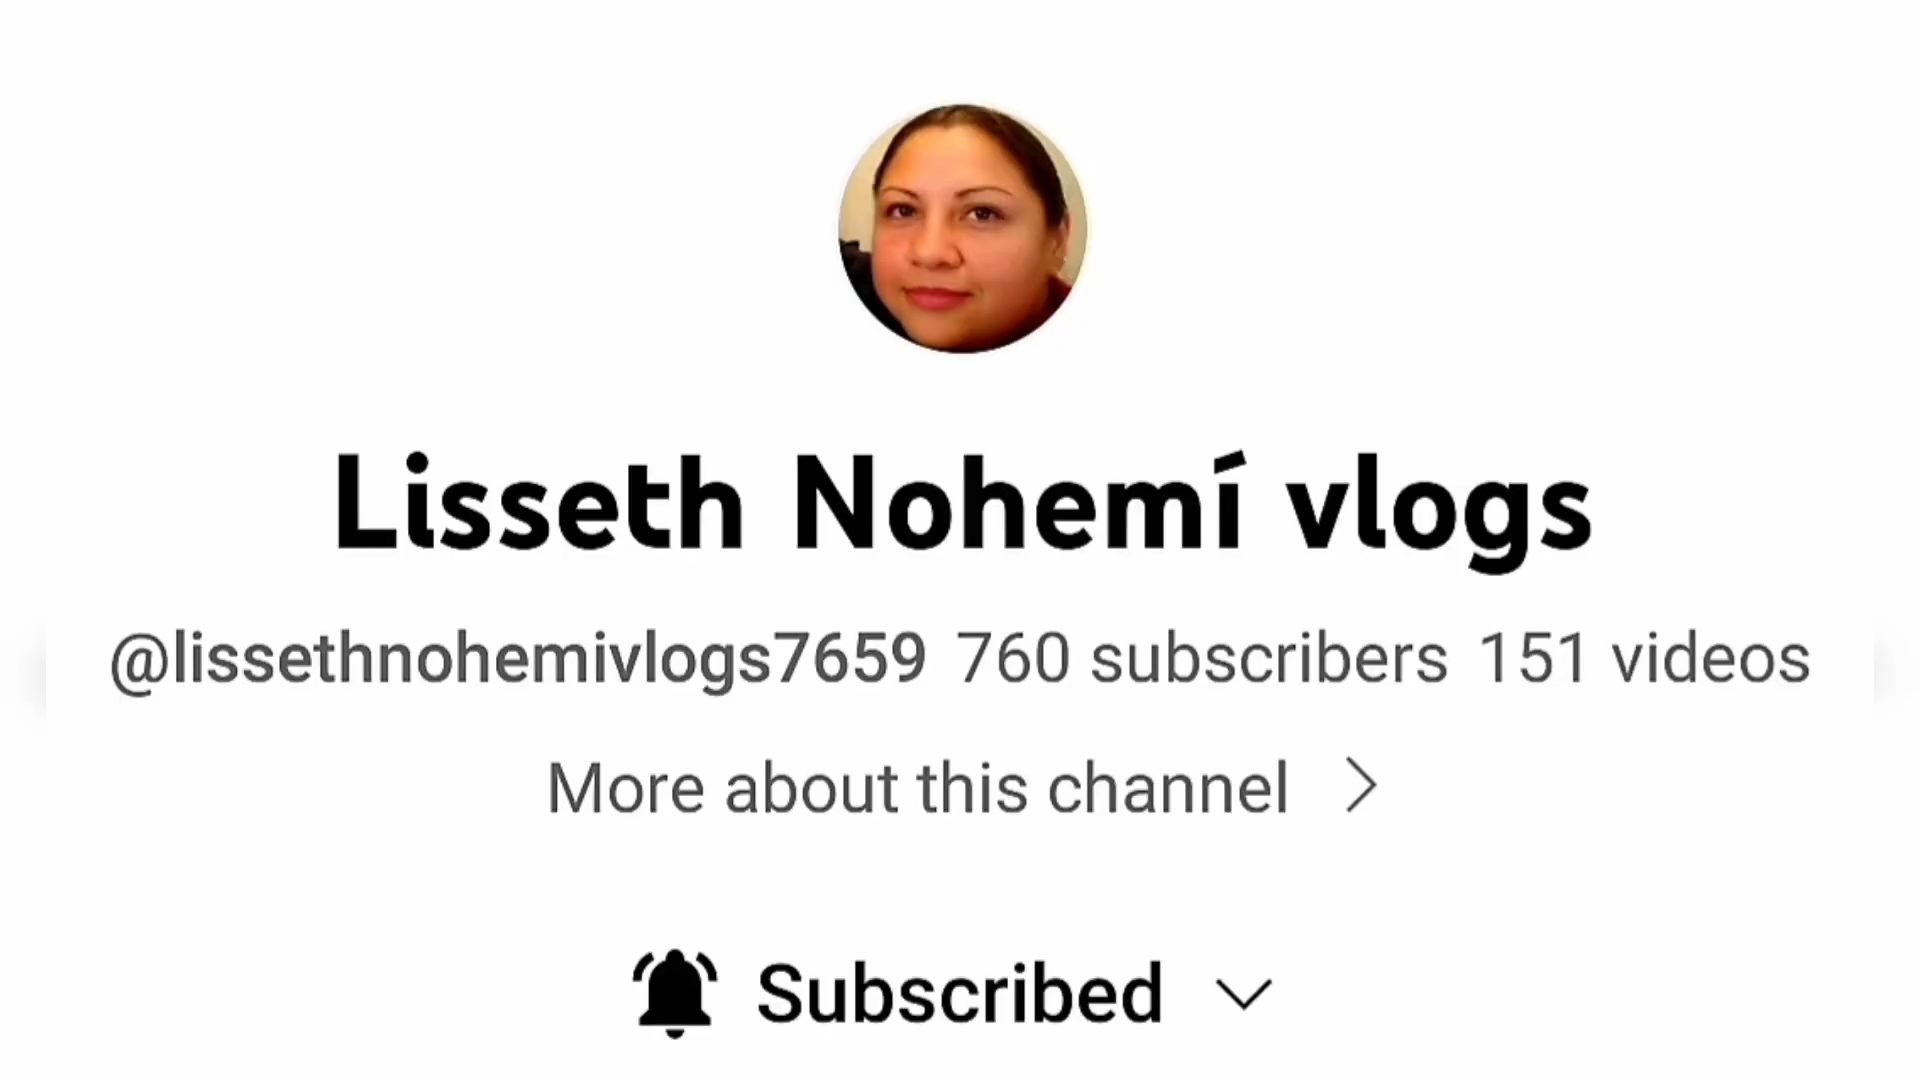 Lisseth Nohemí vlogs
@lissethnohemivlogs7659 760 subscribers 151 videos
More about this channel
Subscribed